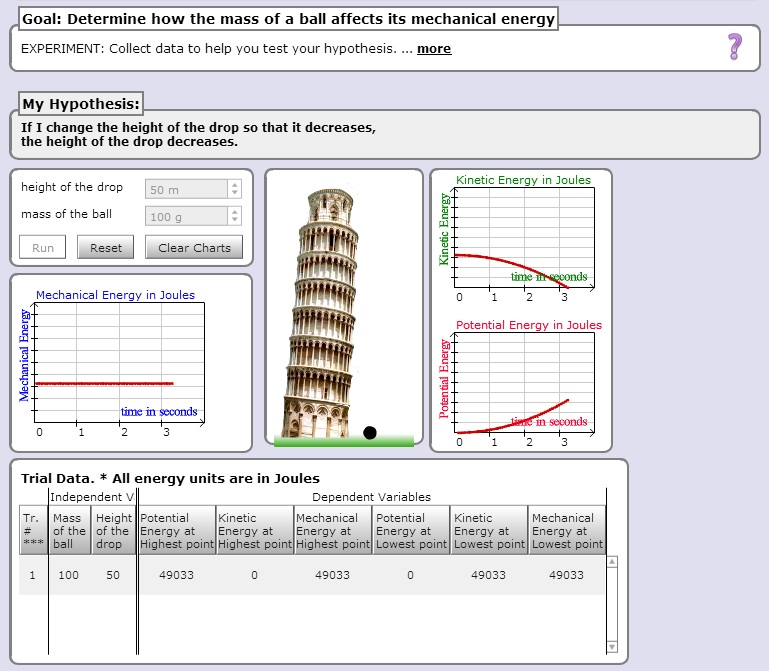 Goal: Determine how the mass of a ball affects its mechanical energy
EXPERIMENT: Collect data to help you test your hypothesis. ... more
?
My Hypothesis:
If I change the height of the drop so that it decreases,
the height of the drop decreases.
height of the drop 50 m
mass of the ball 100 g
Run Reset Clear Charts
Mechanical Energy in Joules
Mechanical Energy
time in seconds
0 1 2 3
Kinetic Energy in Joules
Kinetic Energy
time in seconds
0 1 2 3
Potential Energy in Joules
Potential Energy
time in seconds
0 1 2 3
Trial Data. * All energy units are in Joules
Independent V. Dependent Variables
Tr. Mass Height Potential Kinetic Mechanical Potential Kinetic Mechanical
# of the of the Energy at Energy at Energy at Energy at Energy at Energy at
*** ball drop Highest point Highest point Highest point Lowest point Lowest point Lowest point
1 100 50 49033 0 49033 0 49033 49033